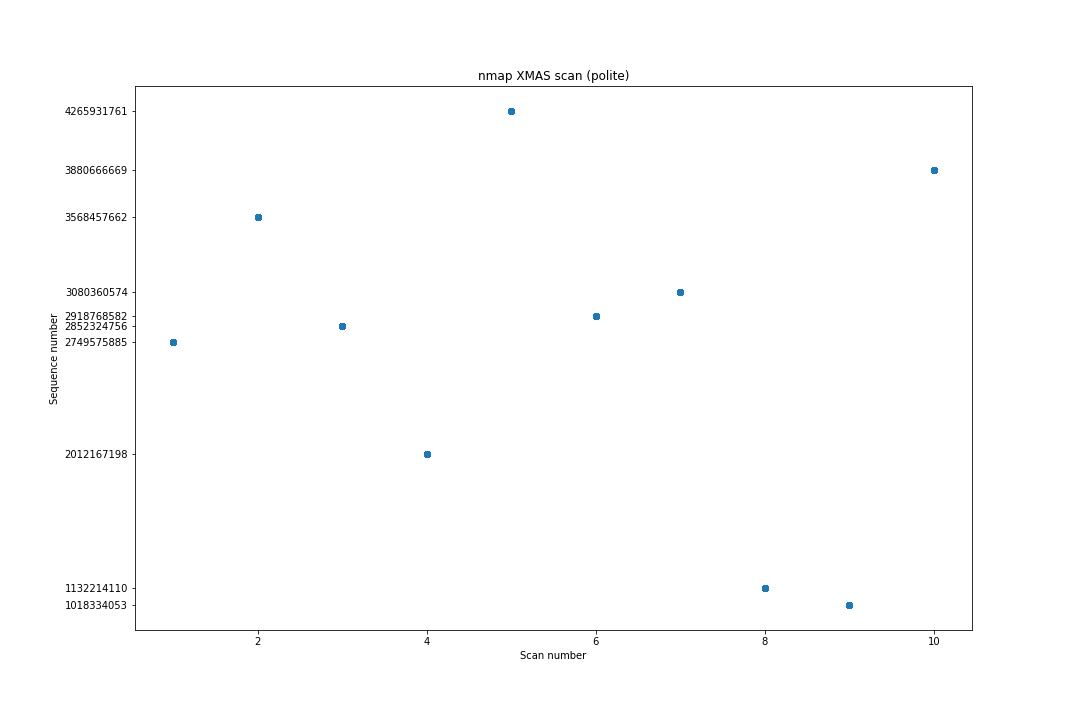 nmap XMAS scan (polite)
4265931761
3880666669
3568457662
3080360574
2918768582
2852324756
2749575885
2012167198
1132214110
1018334053
Sequence number
2 4 6 8 10
Scan number